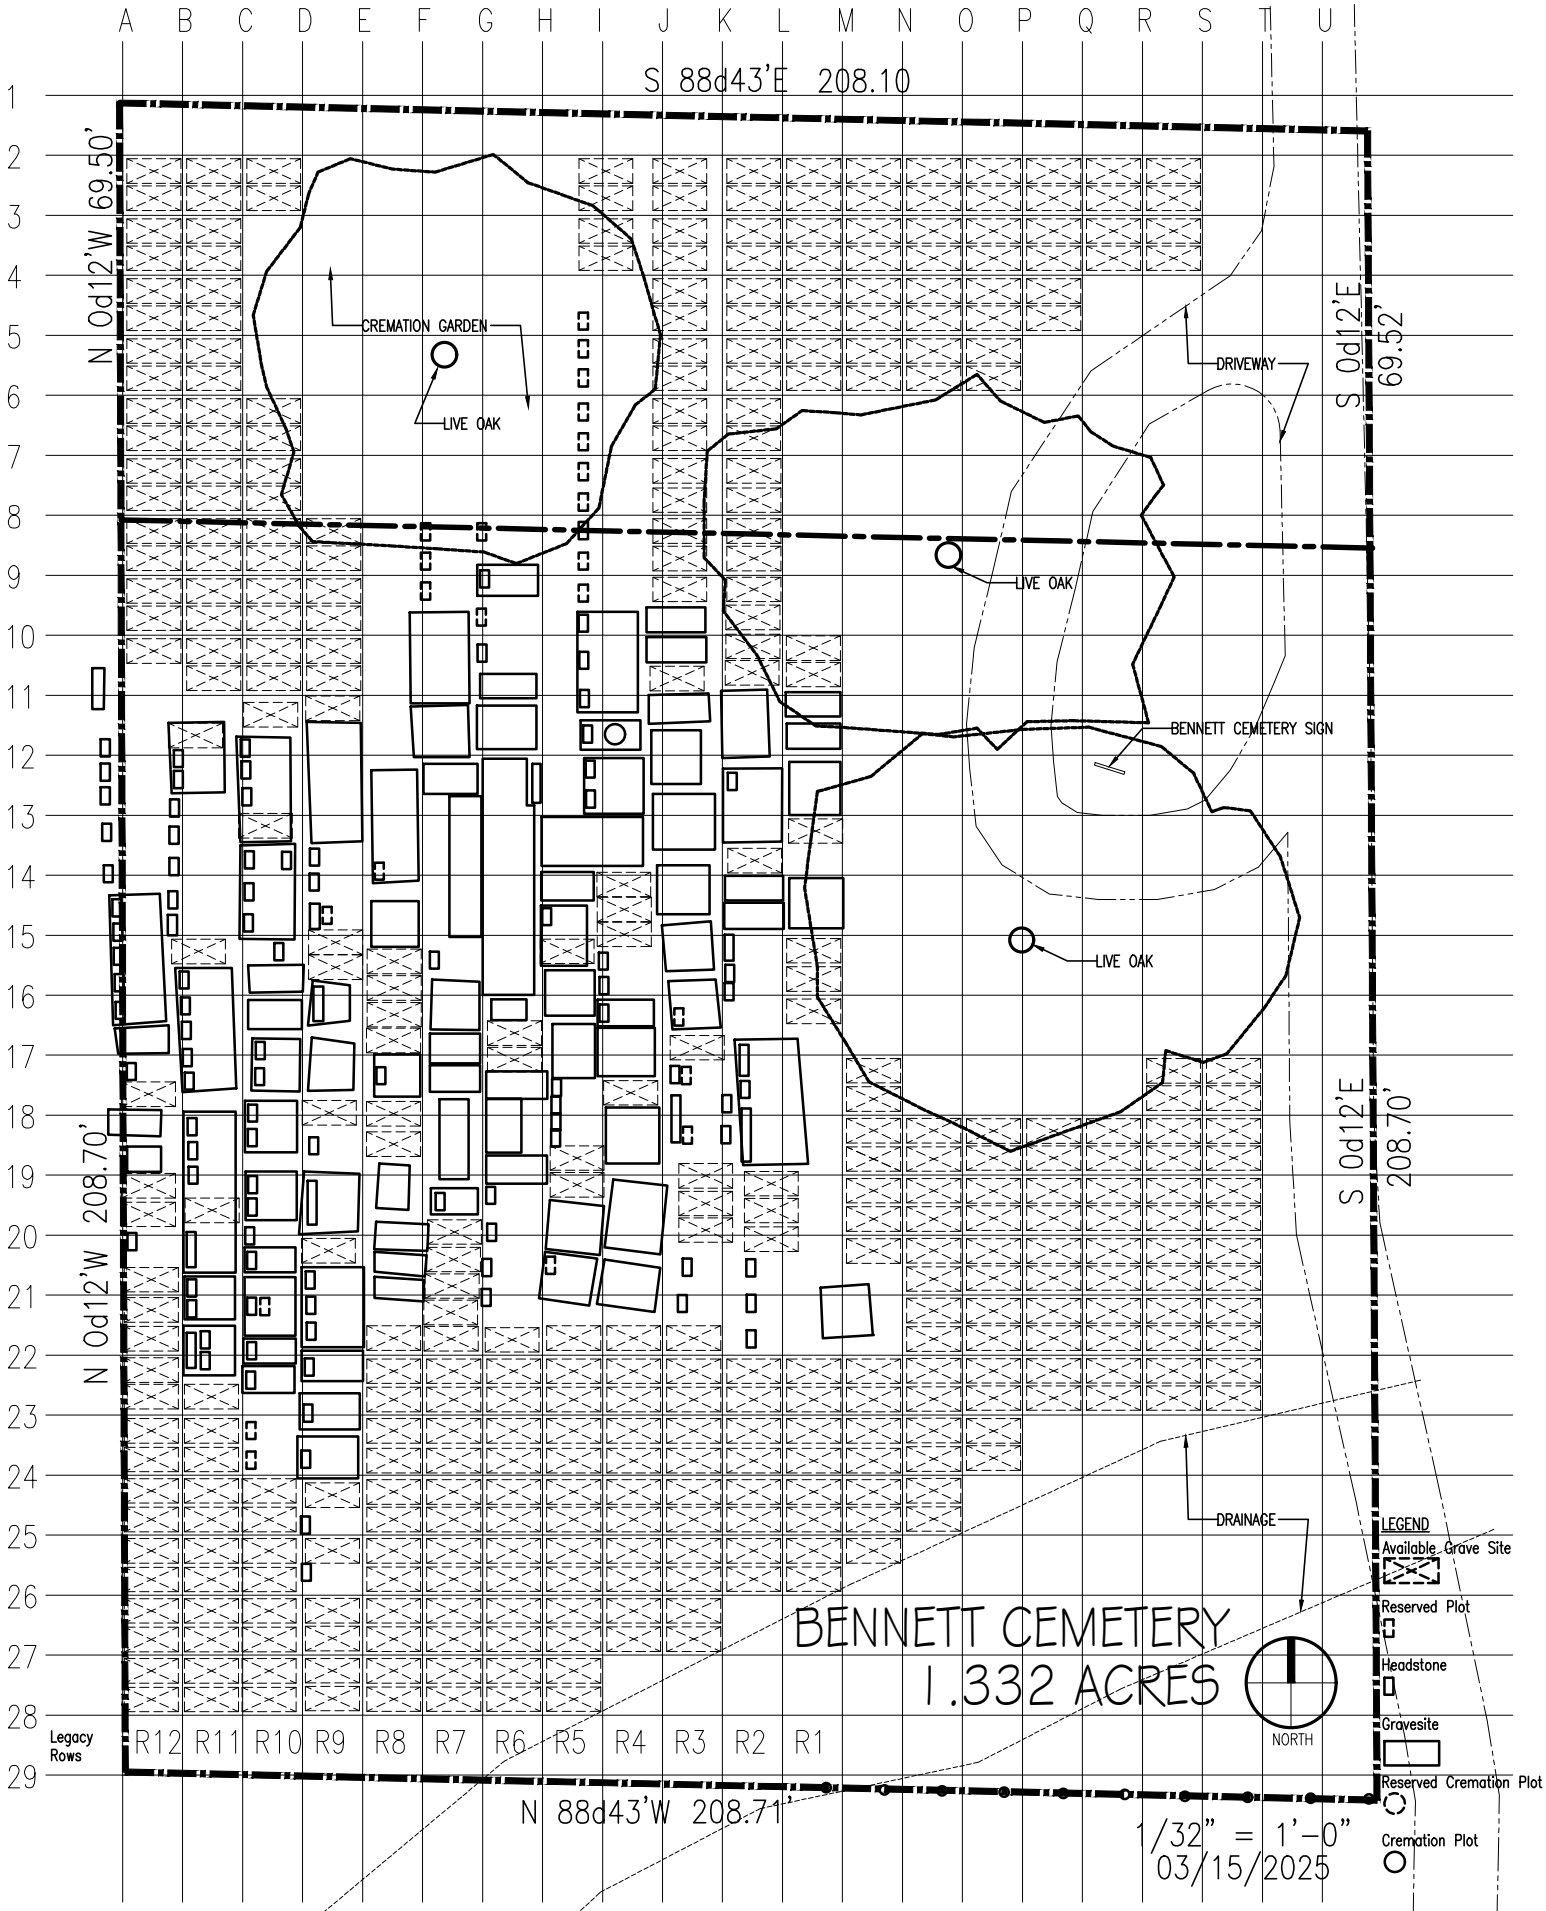 A B C D E F G H I J K L M N O P Q R S T U
S 88d43'E 208.10
1
2
3
4
5
6
7
8
9
10
11
12
13
14
15
16
17
18
19
20
21
22
23
24
25
26
27
28
29
N 0d12'W 69.50'
S 0d12'E
69.52'
CREMATION GARDEN
LIVE OAK
DRIVEWAY
LIVE OAK
BENNETT CEMETERY SIGN
LIVE OAK
N 0d12'W 208.70'
S 0d12'E
208.70'
DRAINAGE
LEGEND
Available Grave Site
Reserved Plot
Headstone
Gravesite
Reserved Cremation Plot
Cremation Plot
BENNETT CEMETERY
1.332 ACRES
NORTH
Legacy
Rows
R12 R11 R10 R9 R8 R7 R6 R5 R4 R3 R2 R1
N 88d43'W 208.71'
1/32" = 1'-0"
03/15/2025